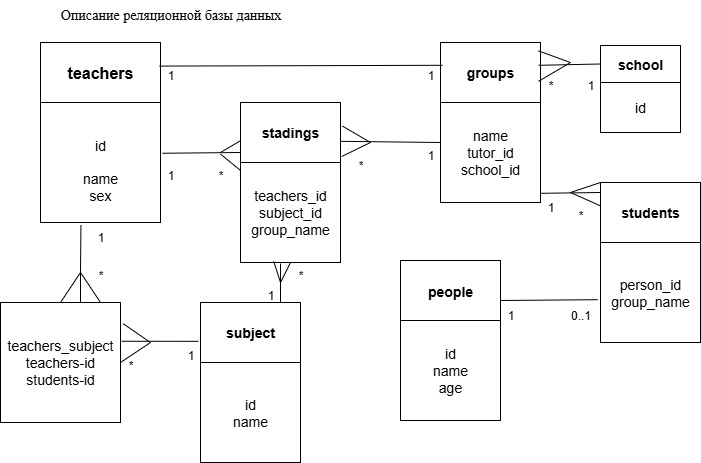 Описание реляционной базы данных
teachers
id
name
sex
1
1
groups
name
tutor_id
school_id
*
1
school
id
stadings
teachers_id
subject_id
group_name
1
*
*
1
1
*
students
person_id
group_name
1
*
*
1
people
id
name
age
1
0..1
teachers_subject
teachers-id
students-id
*
1
subject
id
name